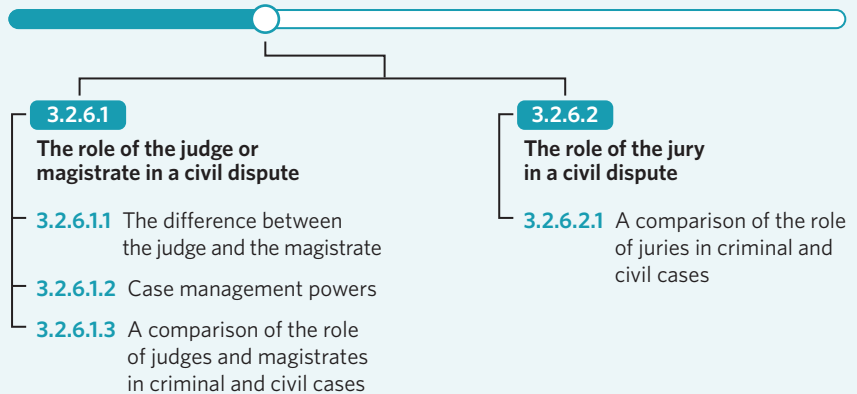 3.2.6.1
The role of the judge or
magistrate in a civil dispute
3.2.6.1.1 The difference between
the judge and the magistrate
3.2.6.1.2 Case management powers
3.2.6.1.3 A comparison of the role
of judges and magistrates
in criminal and civil cases
3.2.6.2
The role of the jury
in a civil dispute
3.2.6.2.1 A comparison of the role
of juries in criminal and
civil cases